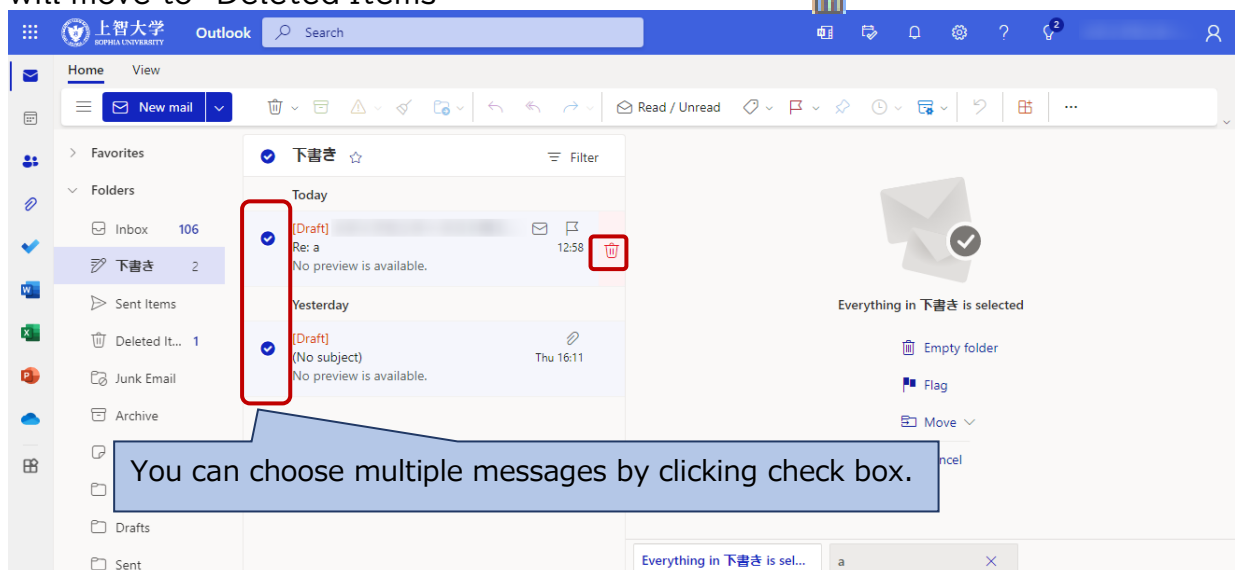 will move to "Deleted Items"
上智大学
SOPHIA UNIVERSITY
Outlook
Search
2
Home View
New mail
Read / Unread
Favorites
Folders
Inbox 106
下書き 2
Sent Items
Deleted It... 1
Junk Email
Archive
Drafts
Sent
下書き
Filter
Today
[Draft]
Re: a 12:58
No preview is available.
Yesterday
[Draft]
(No subject) Thu 16:11
No preview is available.
Everything in 下書き is selected
Empty folder
Flag
Move
ncel
You can choose multiple messages by clicking check box.
Everything in 下書き is sel...
a